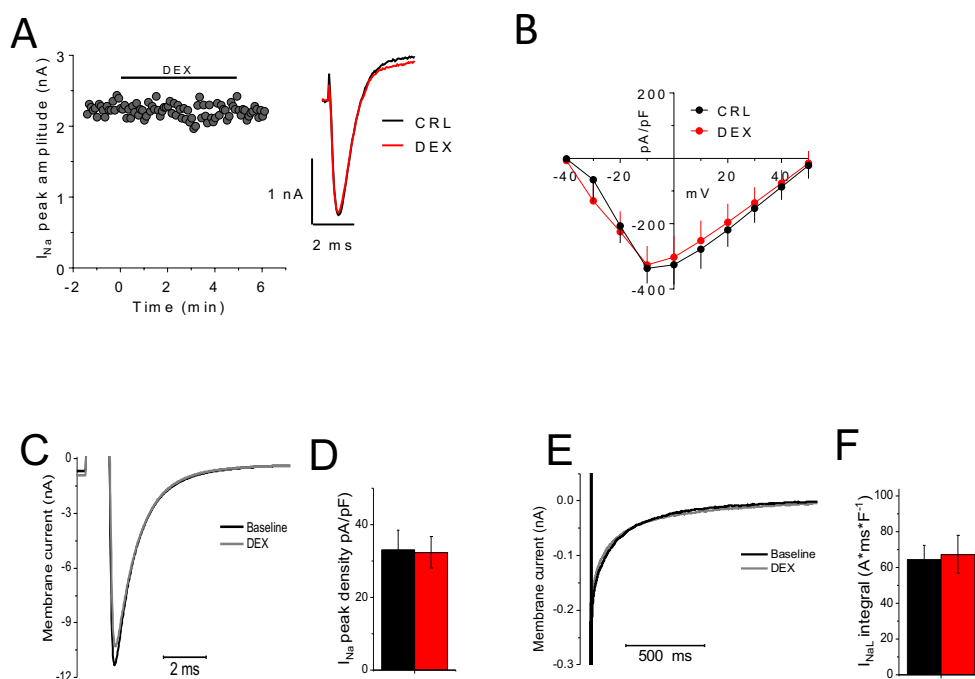 A
I_Na peak amplitude (nA)
3
2
1
0
DEX
-2 0 2 4 6
Time (min)
CRL
DEX
1 nA
2 ms
B
200
pA/pF
CRL
DEX
-40 -20 20 40
mV
-200
-400
C
Membrane current (nA)
0
-3
-6
-9
-12
Baseline
DEX
2 ms
D
I_Na peak density pA/pF)
60
40
20
0
E
Membrane current (nA)
0.0
-0.1
-0.2
-0.3
Baseline
DEX
500 ms
F
I_NaL integral (A*ms*F^-1)
100
80
60
40
20
0